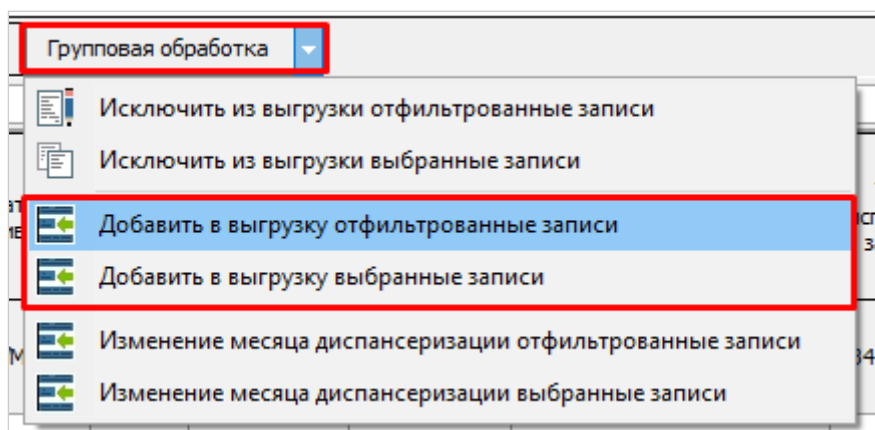 Групповая обработка
Исключить из выгрузки отфильтрованные записи
Исключить из выгрузки выбранные записи
Добавить в выгрузку отфильтрованные записи
Добавить в выгрузку выбранные записи
Изменение месяца диспансеризации отфильтрованные записи
Изменение месяца диспансеризации выбранные записи